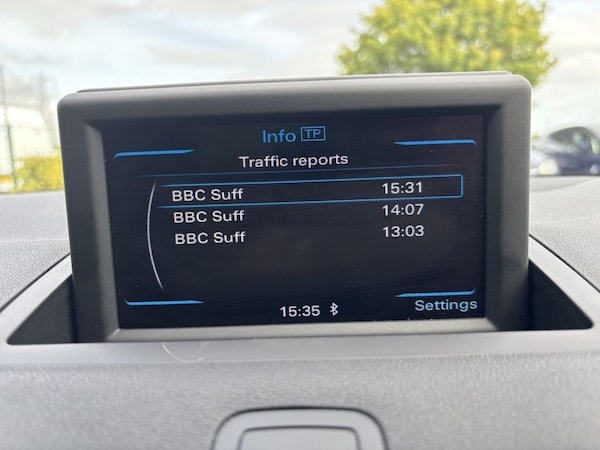 Info TP
Traffic reports
BBC Suff 15:31
BBC Suff 14:07
BBC Suff 13:03
15:35 Settings